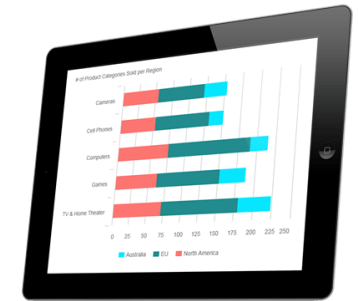 # of Product Categories Sold per Region
Cameras
Cell Phones
Computers
Games
TV & Home Theater
0 25 50 75 100 125 150 175 200 225 250
Australia EU North America